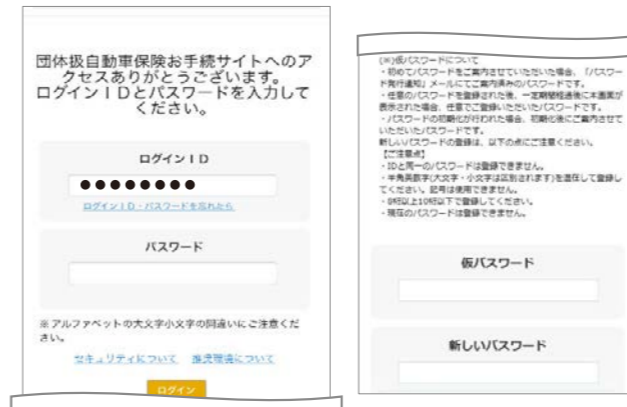 団体扱自動車保険お手続サイトへのア
クセスありがとうございます。
ログインIDとパスワードを入力して
ください。
ログインID
●●●●●●●●
ログインID・パスワードを忘れたら
パスワード
※アルファベットの大文字小文字の間違いにご注意くだ
さい。
セキュリティについて 推奨環境について
ログイン
(※)仮パスワードについて
・初めてパスワードをご案内させていただいた場合、「パスワー
ド発行通知」メールにてご案内済みのパスワードです。
・任意のパスワードを登録された後、一定期間経過後に本画面が
表示された場合、任意でご登録いただいたパスワードです。
・パスワードの初期化が行われた場合、初期化後にご案内させて
いただいたパスワードです。
新しいパスワードの登録は、以下の点にご注意ください。
【ご注意点】
・IDと同一のパスワードは登録できません。
・半角英数字(大文字・小文字は区別されます)を混在して登録し
てください。記号は使用できません。
・8桁以上10桁以下で登録してください。
・現在のパスワードは登録できません。
仮パスワード
新しいパスワード